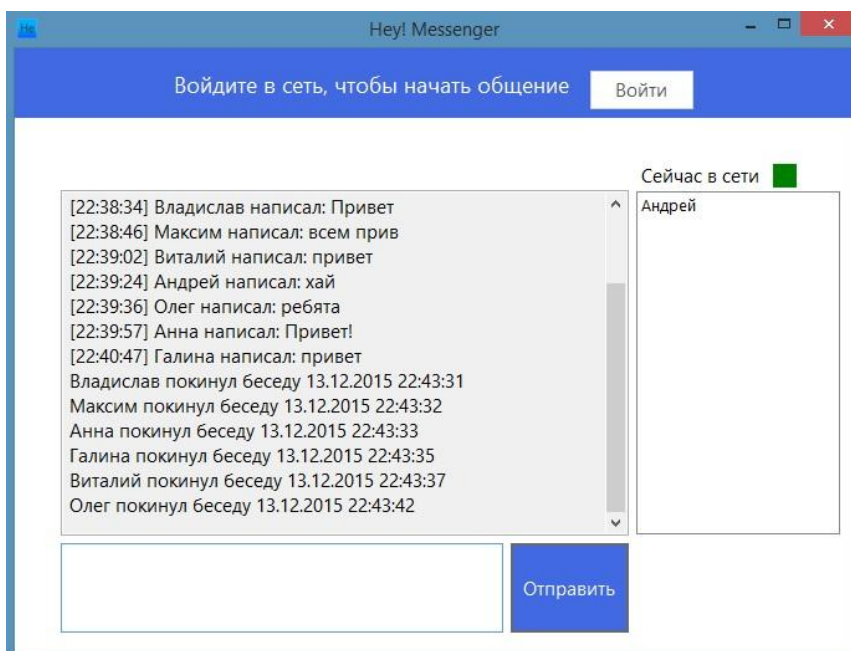 He
Hey! Messenger
Войдите в сеть, чтобы начать общение
Войти
Сейчас в сети
Андрей
[22:38:34] Владислав написал: Привет
[22:38:46] Максим написал: всем прив
[22:39:02] Виталий написал: привет
[22:39:24] Андрей написал: хай
[22:39:36] Олег написал: ребята
[22:39:57] Анна написал: Привет!
[22:40:47] Галина написал: привет
Владислав покинул беседу 13.12.2015 22:43:31
Максим покинул беседу 13.12.2015 22:43:32
Анна покинул беседу 13.12.2015 22:43:33
Галина покинул беседу 13.12.2015 22:43:35
Виталий покинул беседу 13.12.2015 22:43:37
Олег покинул беседу 13.12.2015 22:43:42
Отправить